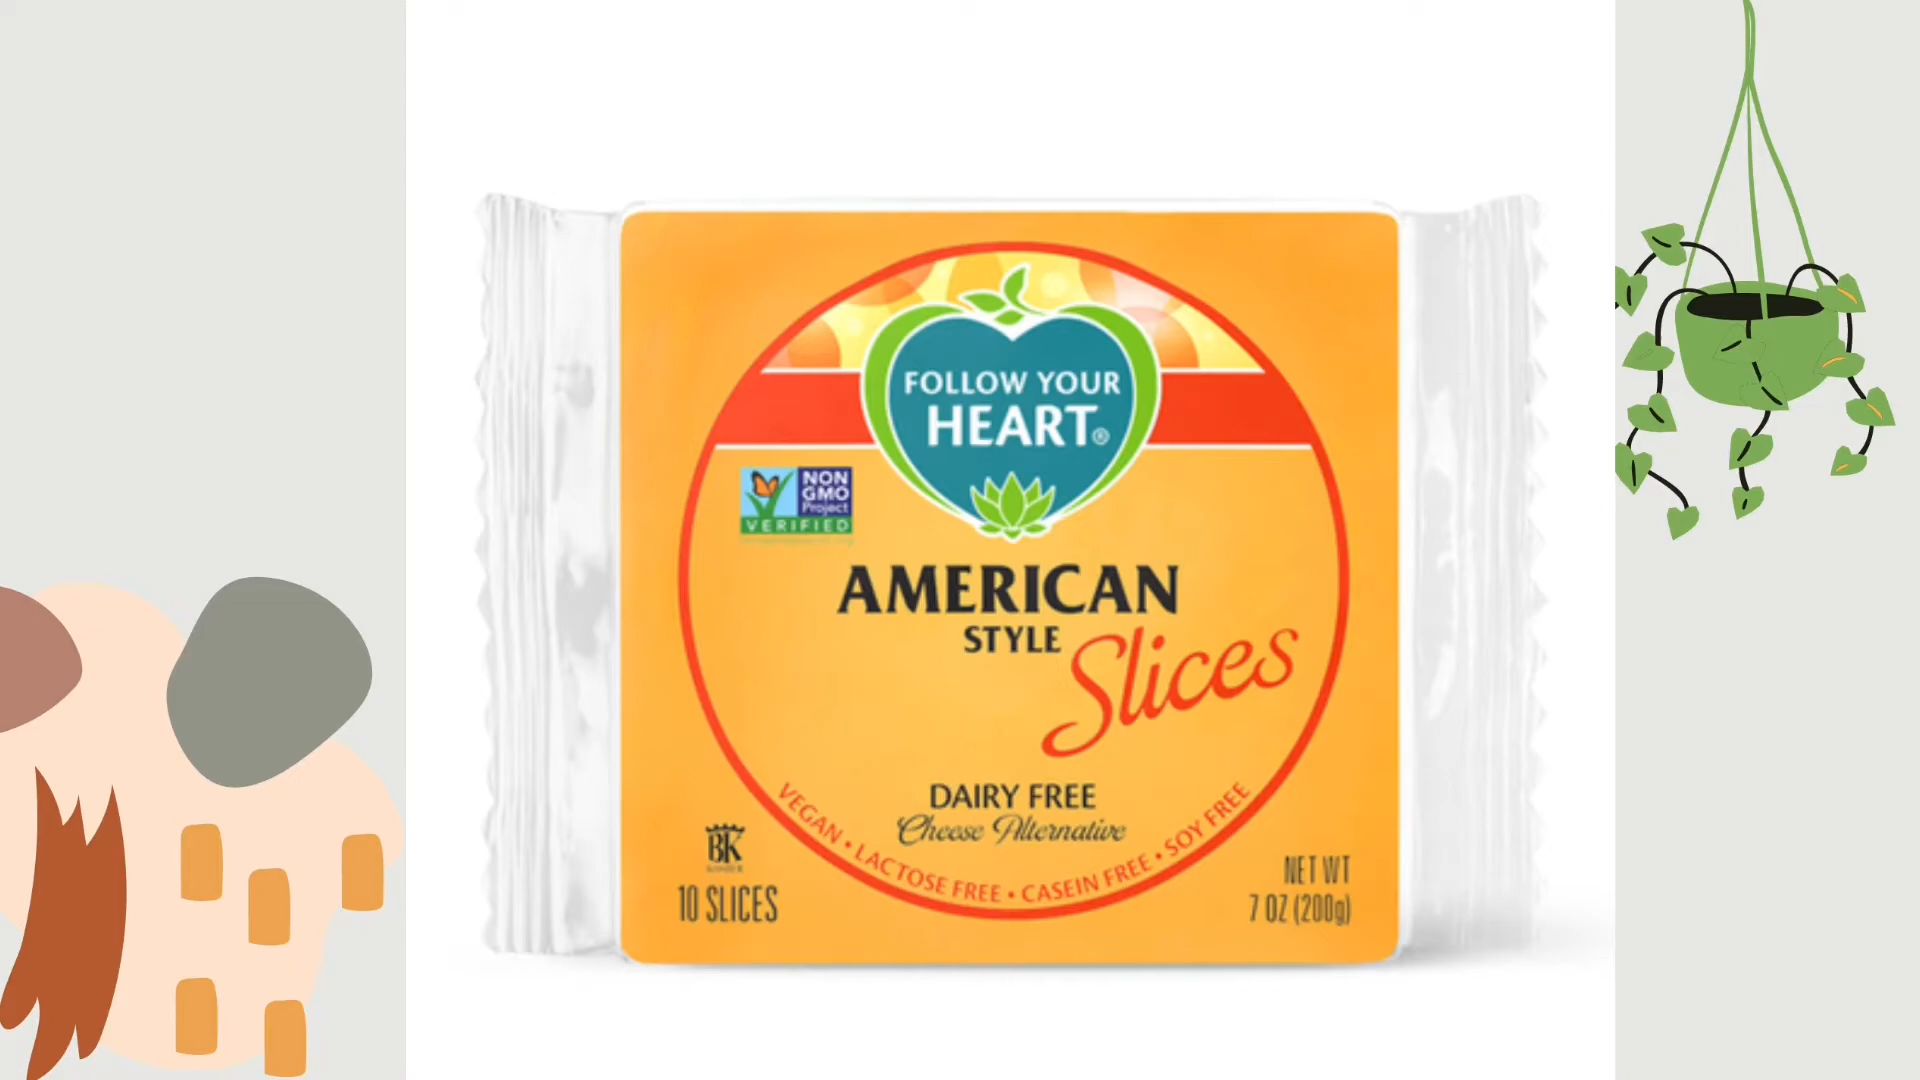 FOLLOW YOUR
HEART®
NON
GMO
Project
VERIFIED
AMERICAN
STYLE
Slices
DAIRY FREE
Cheese Alternative
VEGAN • LACTOSE FREE • CASEIN FREE • SOY FREE
BK
10 SLICES
NET WT
7 OZ (200g)